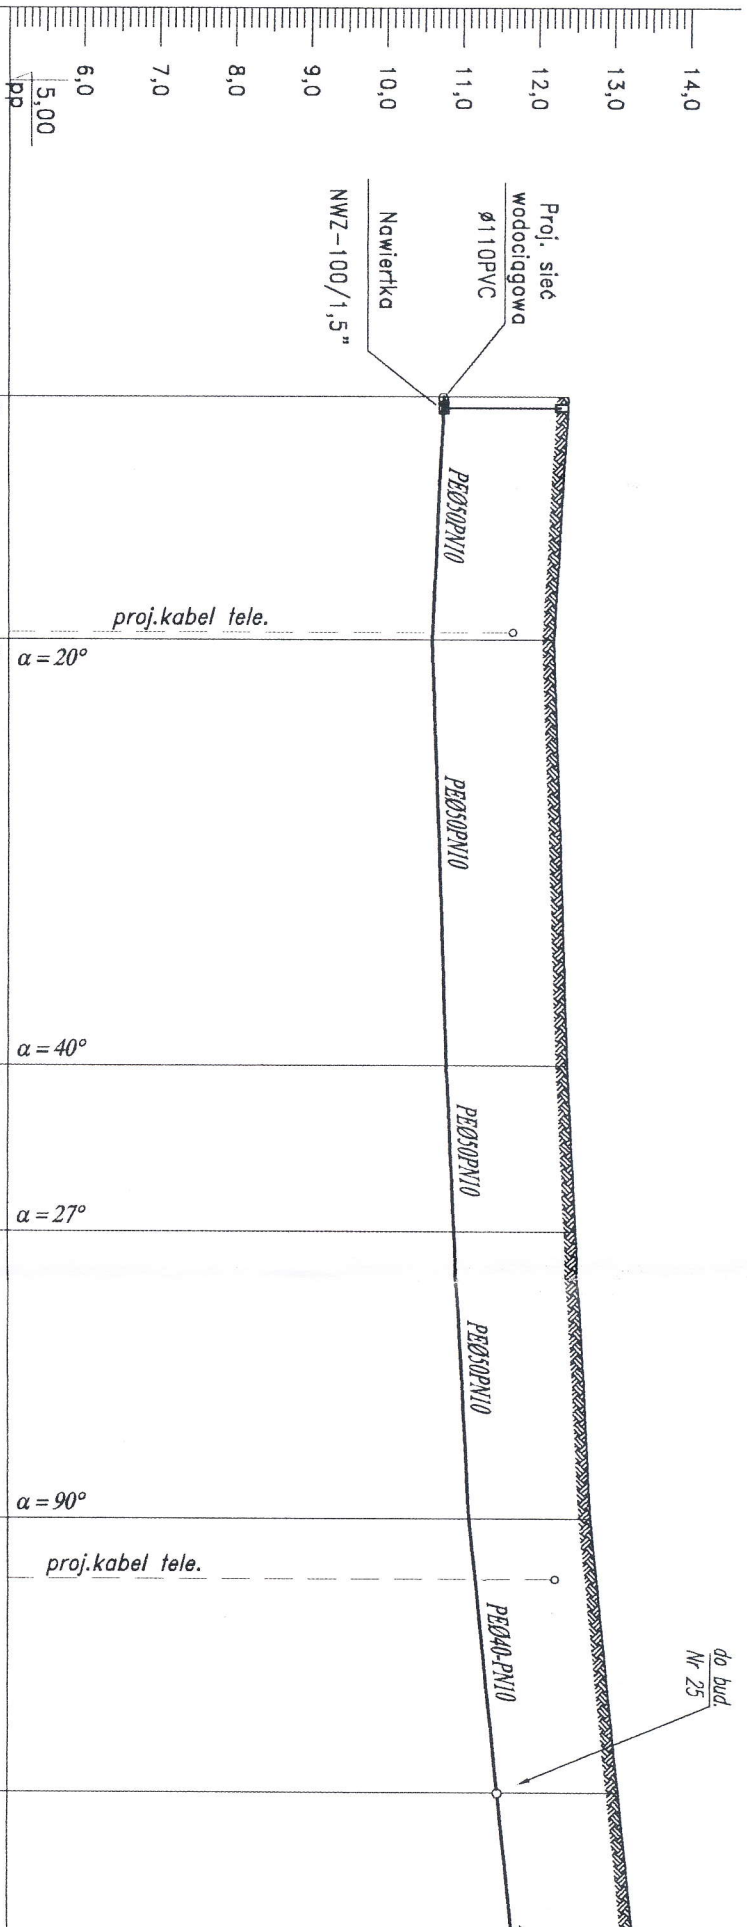 14,0
13,0
12,0
11,0
10,0
9,0
8,0
7,0
6,0
5,00
pp
Proj. sieć
wodociągowa
ø110PVC
Nawiertka
NWZ-100/1,5"
PEØ50PN10
proj.kabel tele.
α = 20°
PEØ50PN10
α = 40°
PEØ50PN10
α = 27°
PEØ50PN10
α = 90°
proj.kabel tele.
PEØ40-PN10
do bud.
Nr 25